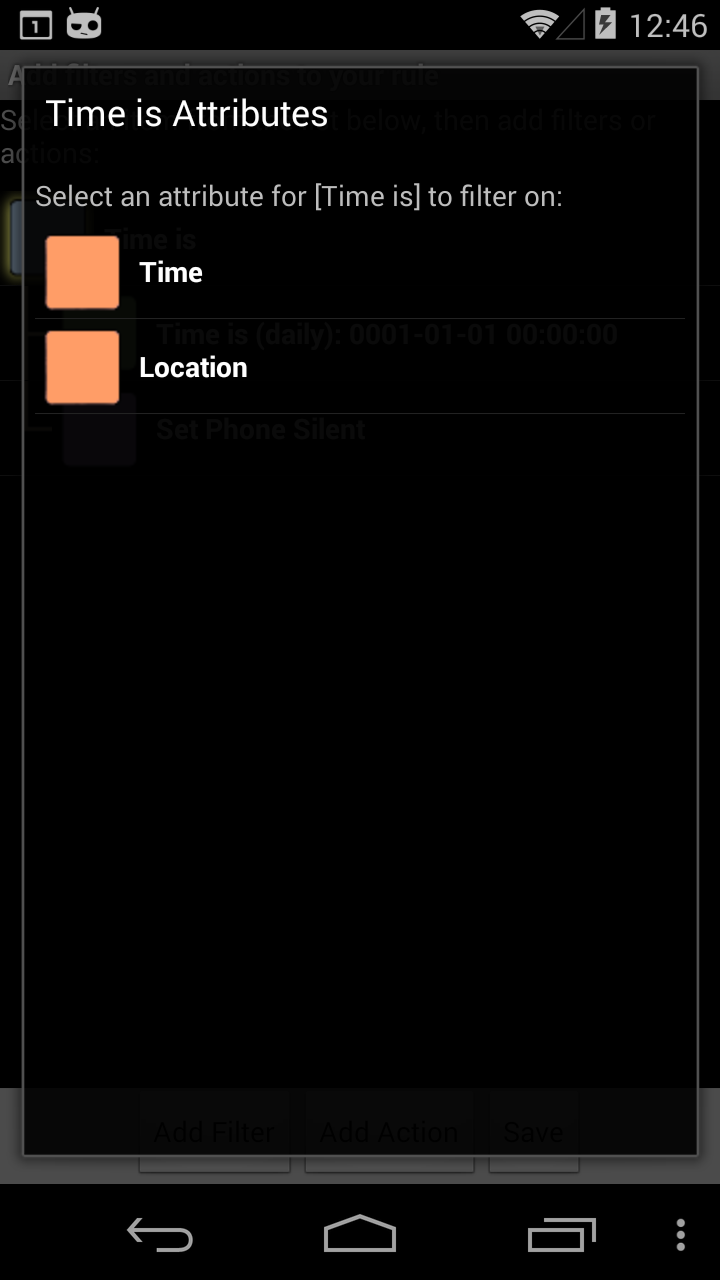 1
12:46
Add filters and actions to your rule
Time is Attributes
below, then add filters or
actions:
Select an attribute for [Time is] to filter on:
Time is
Time
Time is (daily): 0001-01-01 00:00:00
Location
Set Phone Silent
Add Filter
Add Action
Save